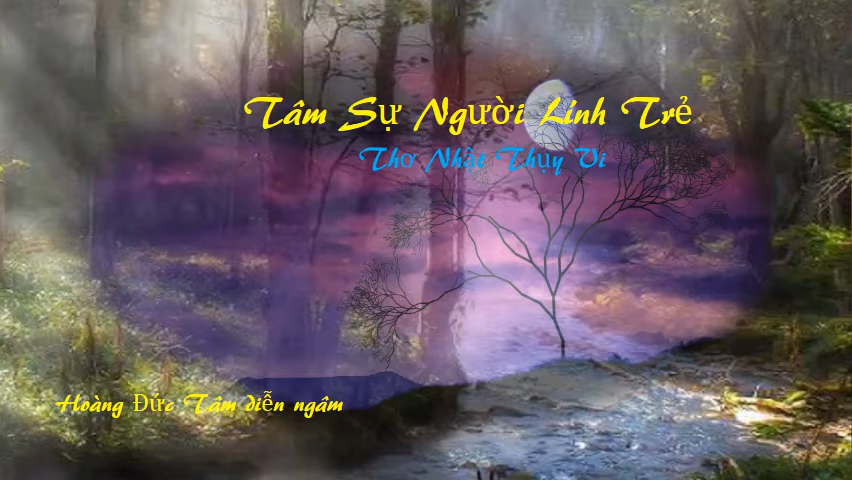 Tâm Sự Người Lính Trẻ
Thơ Nhật Thụy Vi
Hoàng Đức Tâm diễn ngâm